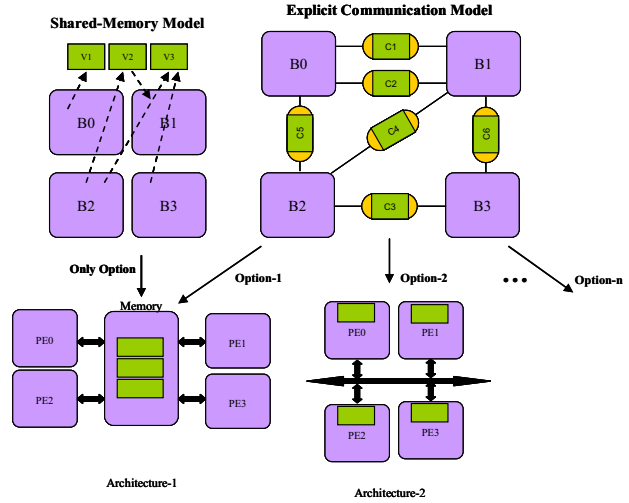 Explicit Communication Model
Shared-Memory Model
V1
V2
V3
C1
B0
B1
C2
B0
B1
C5
C4
C6
B2
B3
B2
C3
B3
Only Option
Option-1
Option-2
...
Option-n
Memory
PE0
PE1
PE2
PE3
PE0
PE1
PE2
PE3
Architecture-1
Architecture-2